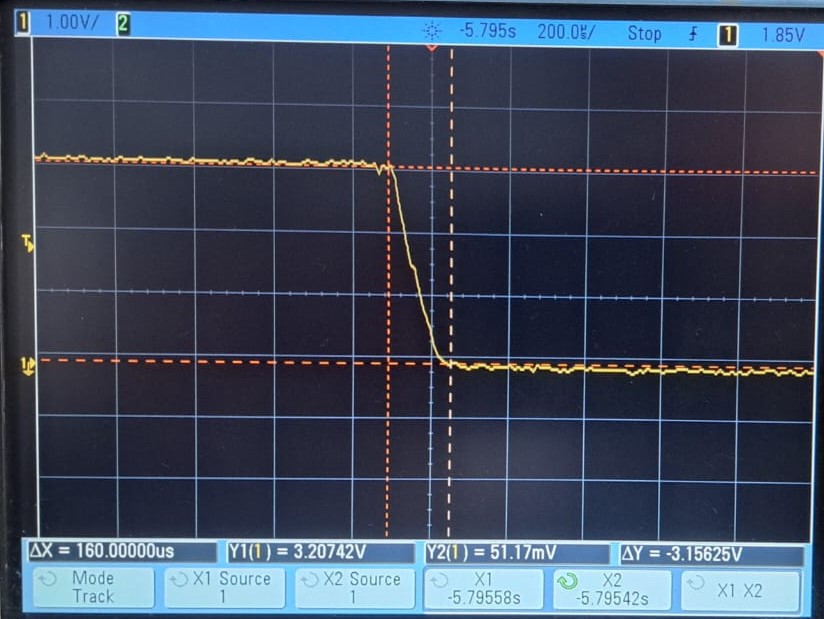 1 1.00V/ 2 -5.795s 200.0µ/ Stop 1 1.85V
T
1
ΔX = 160.00000us Y1(1) = 3.20742V Y2(1) = 51.17mV ΔY = -3.15625V
Mode X1 Source X2 Source X1 X2 X1 X2
Track 1 1 -5.79558s -5.79542s